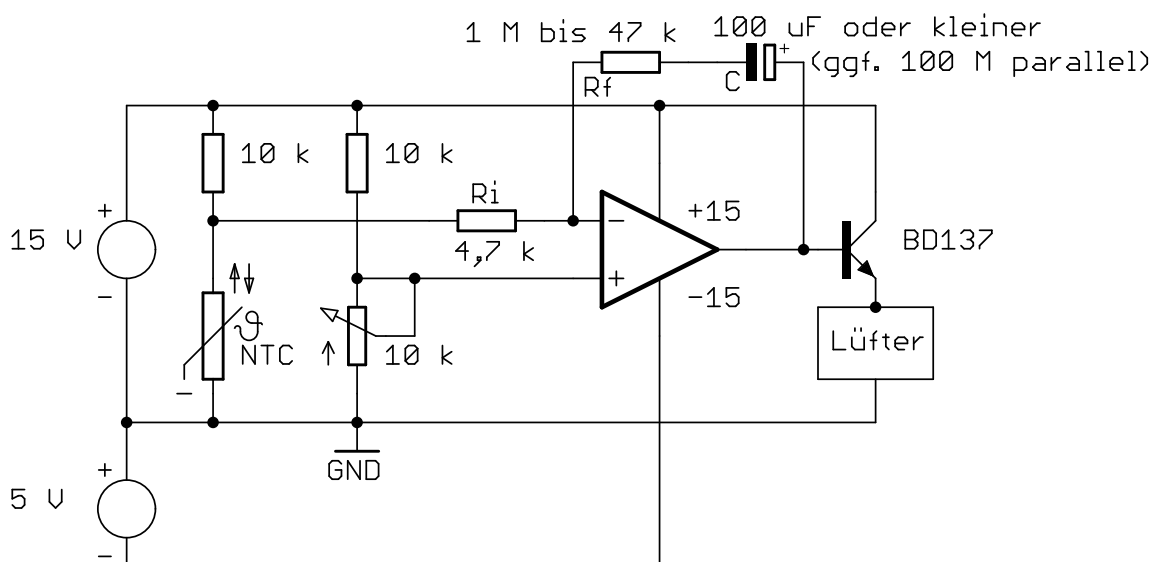 1 M bis 47 k
100 uF oder kleiner
+
(ggf. 100 M parallel)
Rf
C
10 k
10 k
Ri
4,7 k
+
15 V
-
-
+
+15
-15
BD137
ϑ
NTC
-
10 k
Lüfter
GND
+
5 V
-